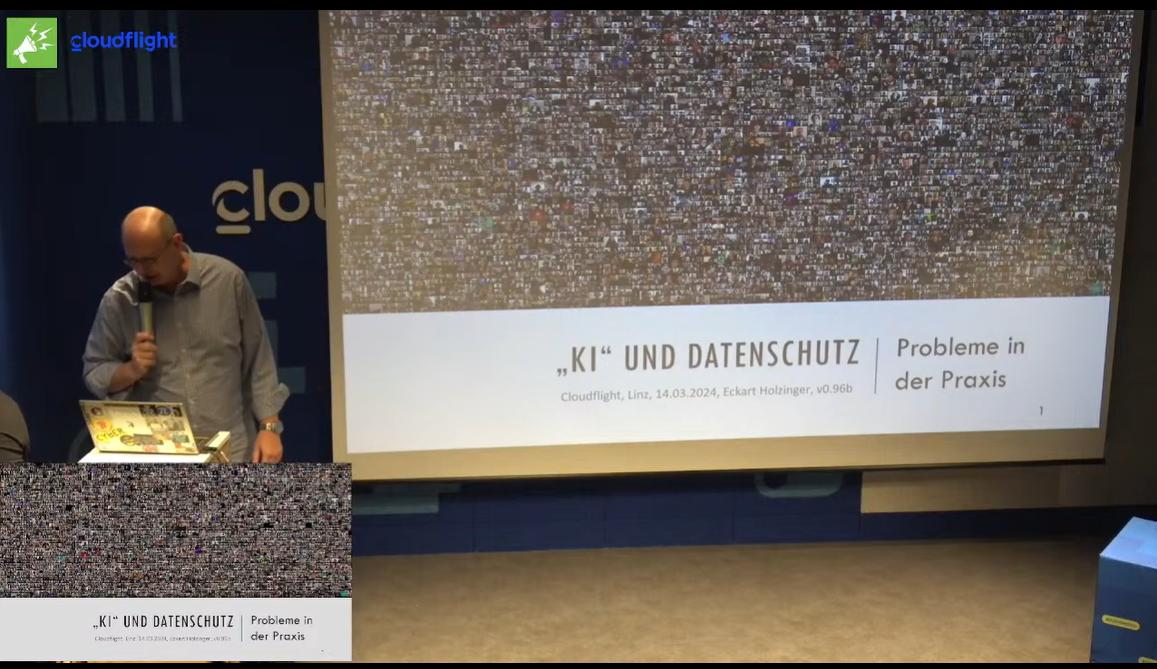 cloudflight
clou
„KI“ UND DATENSCHUTZ
Probleme in
der Praxis
Cloudflight, Linz, 14.03.2024, Eckart Holzinger, v0.96b
1
CYBER
„KI“ UND DATENSCHUTZ
Probleme in
der Praxis
Cloudflight, Linz, 14.03.2024, Eckart Holzinger, v0.96b